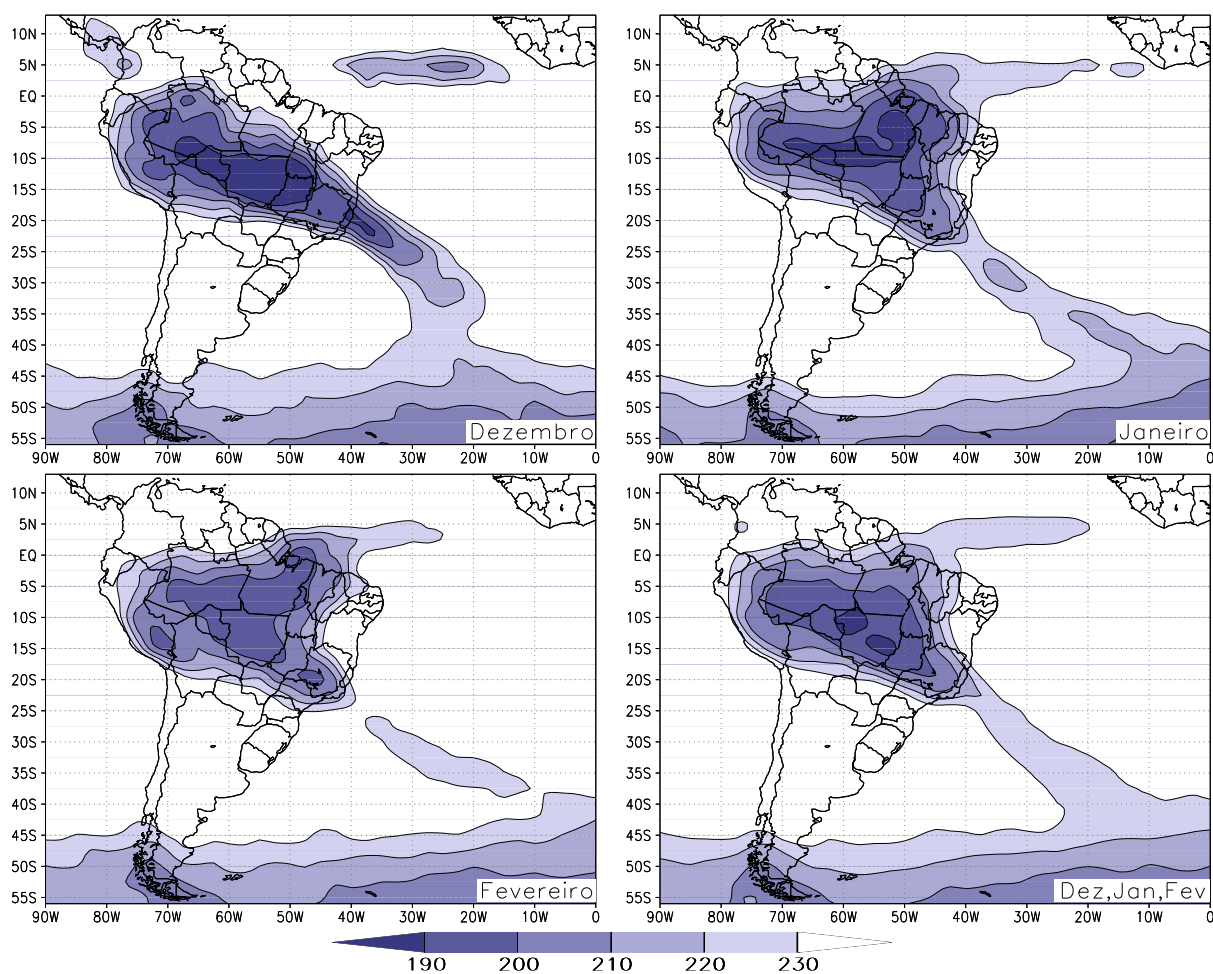 10N 10N
5N 5N
EQ EQ
5S 5S
10S 10S
15S 15S
20S 20S
25S 25S
30S 30S
35S 35S
40S 40S
45S 45S
50S 50S
Dezembro Janeiro
55S 55S
90W 80W 70W 60W 50W 40W 30W 20W 10W 0 90W 80W 70W 60W 50W 40W 30W 20W 10W 0
10N 10N
5N 5N
EQ EQ
5S 5S
10S 10S
15S 15S
20S 20S
25S 25S
30S 30S
35S 35S
40S 40S
45S 45S
50S 50S
Fevereiro Dez,Jan,Fev
55S 55S
90W 80W 70W 60W 50W 40W 30W 20W 10W 0 90W 80W 70W 60W 50W 40W 30W 20W 10W 0
190 200 210 220 230